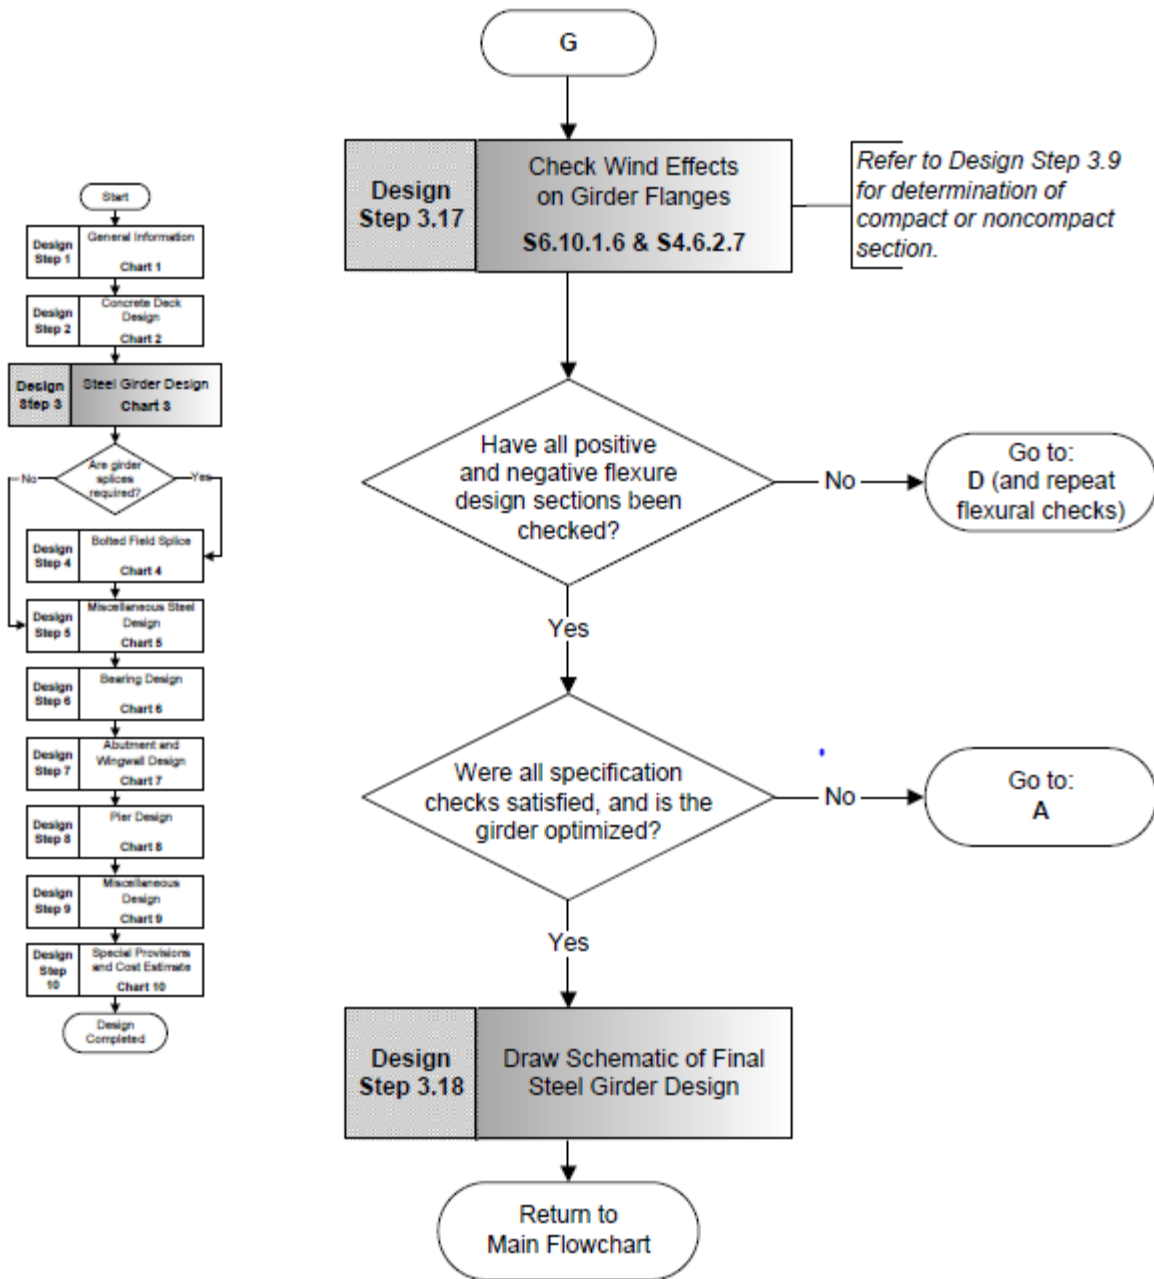 G
Design
Step 3.17
Check Wind Effects
on Girder Flanges
S6.10.1.6 & S4.6.2.7
Refer to Design Step 3.9
for determination of
compact or noncompact
section.
Have all positive
and negative flexure
design sections been
checked?
No
Go to:
D (and repeat
flexural checks)
Yes
Were all specification
checks satisfied, and is the
girder optimized?
No
Go to:
A
Yes
Design
Step 3.18
Draw Schematic of Final
Steel Girder Design
Return to
Main Flowchart
Start
Design
Step 1
General Information
Chart 1
Design
Step 2
Concrete Deck
Design
Chart 2
Design
Step 3
Steel Girder Design
Chart 3
Are girder
splices
required?
No
Yes
Design
Step 4
Bolted Field Splice
Chart 4
Design
Step 5
Miscellaneous Steel
Design
Chart 5
Design
Step 6
Bearing Design
Chart 6
Design
Step 7
Abutment and
Wingwall Design
Chart 7
Design
Step 8
Pier Design
Chart 8
Design
Step 9
Miscellaneous
Design
Chart 9
Design
Step
10
Special Provisions
and Cost Estimate
Chart 10
Design
Completed